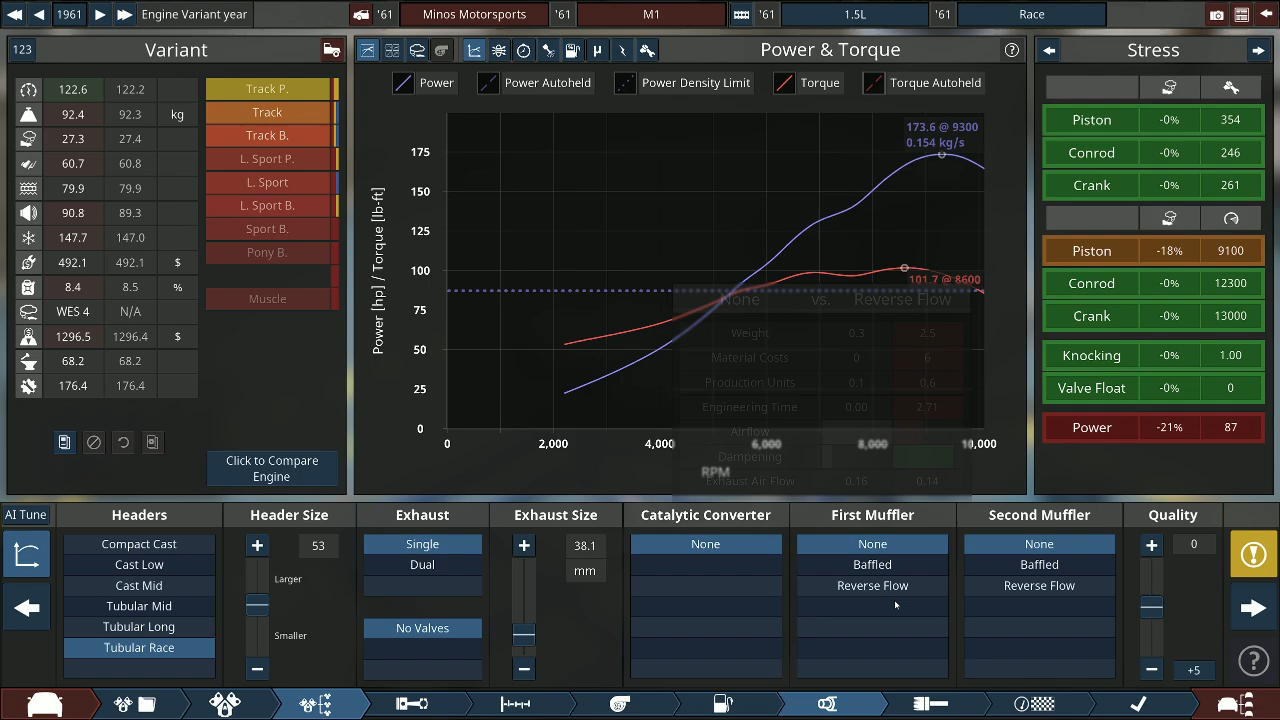 1961 Engine Variant year '61 Minos Motorsports '61 M1 '61 1.5L '61 Race
123 Variant
122.6 122.2
92.4 92.3 kg
27.3 27.4
60.7 60.8
79.9 79.9
90.8 89.3
147.7 147.0
492.1 492.1 $
8.4 8.5 %
WES 4 N/A
1296.5 1296.4 $
68.2 68.2
176.4 176.4
Track P.
Track
Track B.
L. Sport P.
L. Sport
L. Sport B.
Sport B.
Pony B.
Muscle
Click to Compare
Engine
Power & Torque
Power Power Autoheld Power Density Limit Torque Torque Autoheld
173.6 @ 9300
0.154 kg/s
101.7 @ 8600
Power [hp] / Torque [lb-ft]
175
150
125
100
75
50
25
0
0 2,000 4,000 6,000 8,000 10,000
RPM
None vs. Reverse Flow
Weight 0.3 2.5
Material Costs 0 6
Production Units 0.1 0.6
Engineering Time 0.00 2.71
Airflow
Dampening
Exhaust Air Flow 0.16 0.14
Stress
Piston -0% 354
Conrod -0% 246
Crank -0% 261
Piston -18% 9100
Conrod -0% 12300
Crank -0% 13000
Knocking -0% 1.00
Valve Float -0% 0
Power -21% 87
AI Tune
Headers
Compact Cast
Cast Low
Cast Mid
Tubular Mid
Tubular Long
Tubular Race
Header Size
+ 53
Larger
Smaller
-
Exhaust
Single
Dual
No Valves
Exhaust Size
+ 38.1
mm
-
Catalytic Converter
None
First Muffler
None
Baffled
Reverse Flow
Second Muffler
None
Baffled
Reverse Flow
Quality
+ 0
- +5